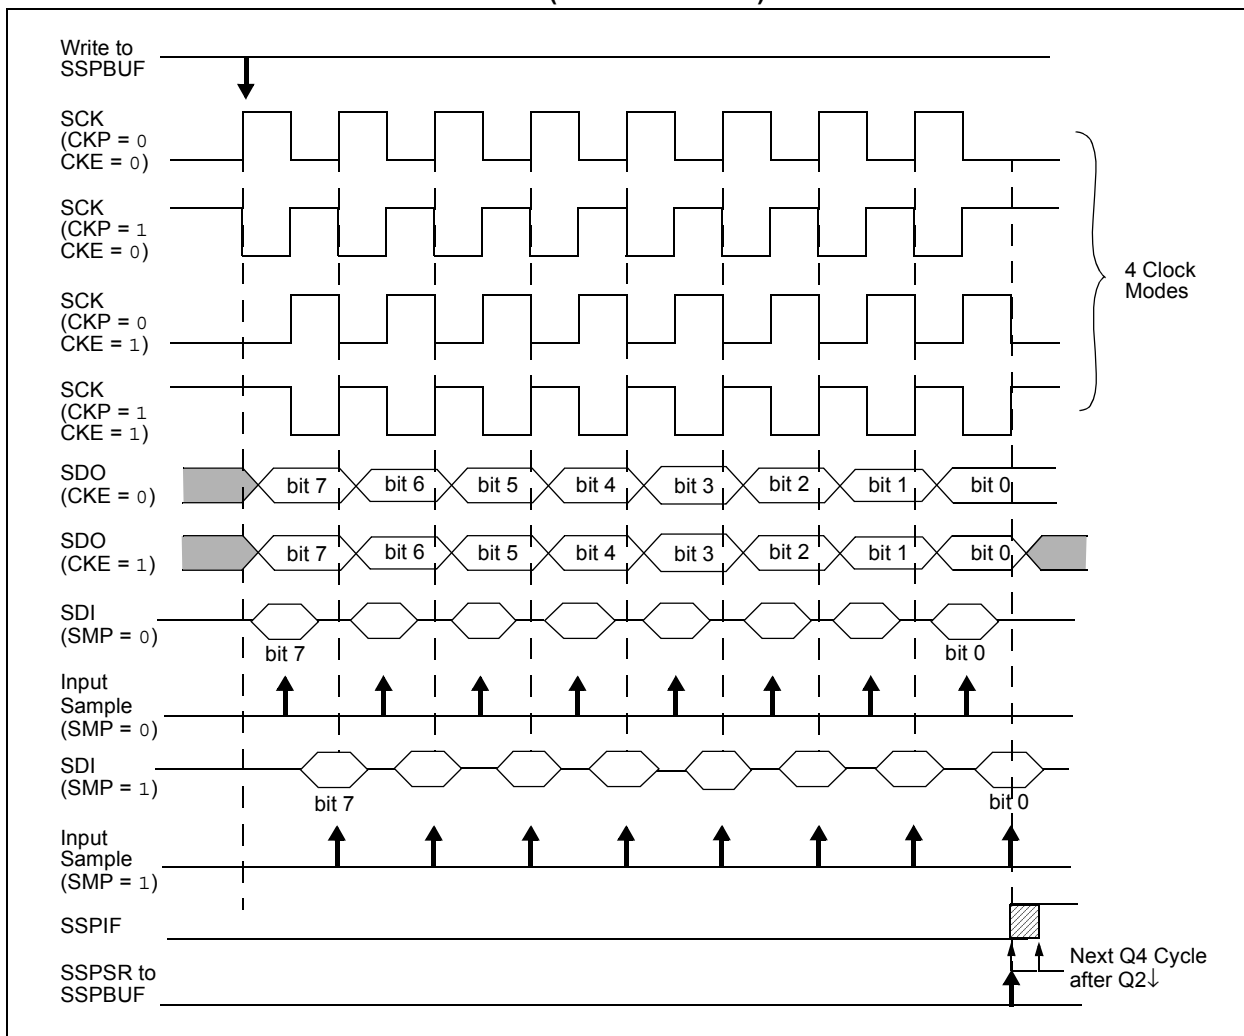 Write to
SSPBUF
SCK
(CKP = 0
CKE = 0)
SCK
(CKP = 1
CKE = 0)
4 Clock
Modes
SCK
(CKP = 0
CKE = 1)
SCK
(CKP = 1
CKE = 1)
SDO
(CKE = 0)
bit 7 bit 6 bit 5 bit 4 bit 3 bit 2 bit 1 bit 0
SDO
(CKE = 1)
bit 7 bit 6 bit 5 bit 4 bit 3 bit 2 bit 1 bit 0
SDI
(SMP = 0)
bit 7 bit 0
Input
Sample
(SMP = 0)
SDI
(SMP = 1)
bit 7 bit 0
Input
Sample
(SMP = 1)
SSPIF
Next Q4 Cycle
after Q2↓
SSPSR to
SSPBUF